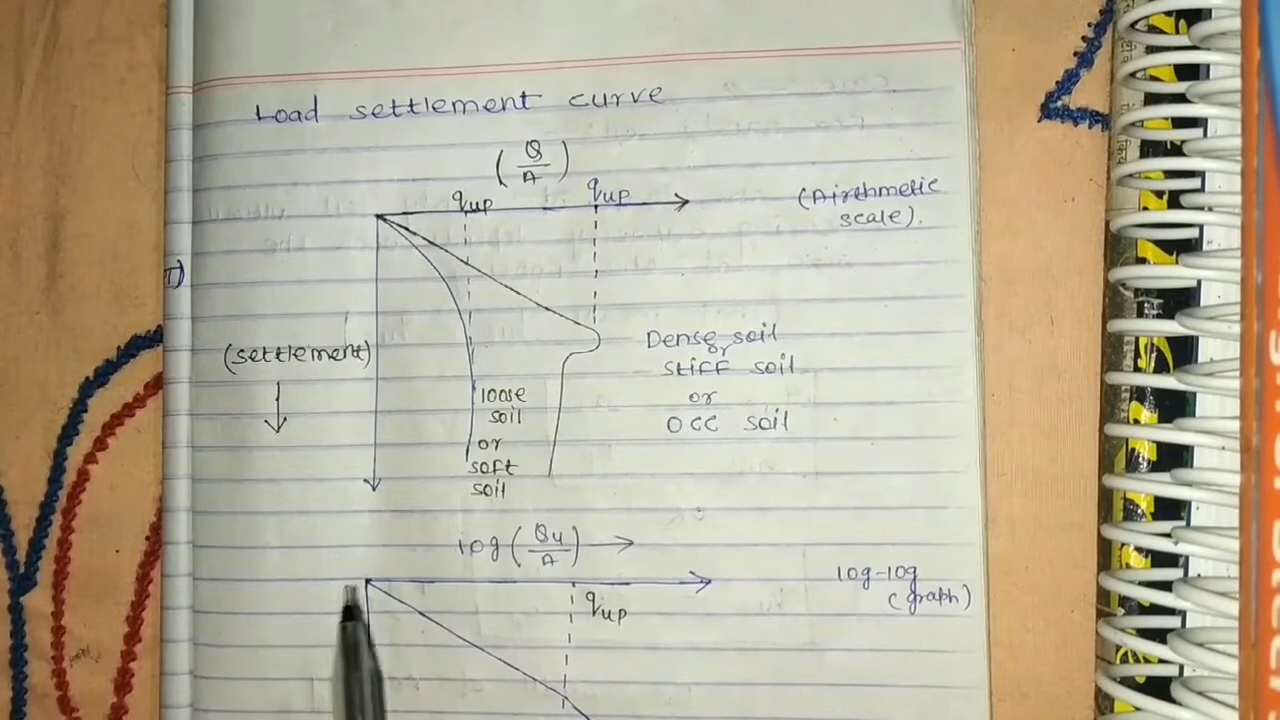 Load settlement curve
(Q/A)
qup qup
(Airthmetic
scale).
(settlement)
Dense soil
or
stiff soil
or
OCC soil
loose
soil
or
soft
soil
log (Qu/A)
log-log
(graph)
qup